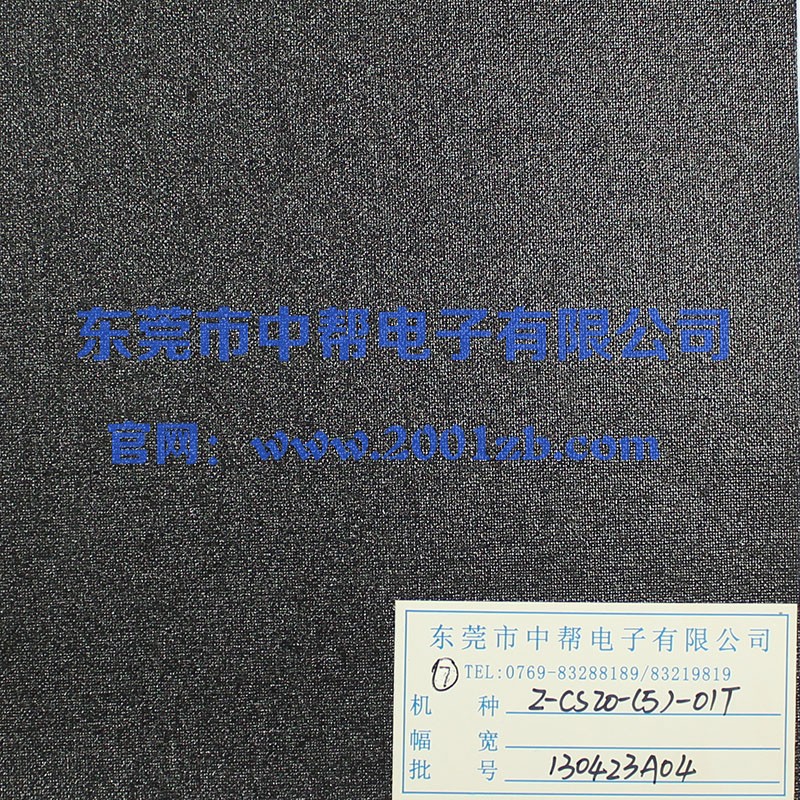 东莞市中帮电子有限公司
官网：www.2001zb.com
东莞市中帮电子有限公司
⑦ TEL:0769-83288189/83219819
机 种 Z-CS20-(5)-01T
幅 宽
批 号 130423A04